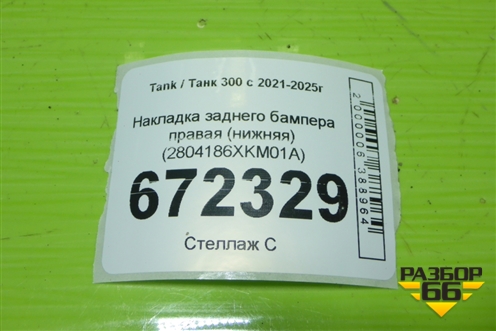 Tank / Танк 300 с 2021-2025г
Накладка заднего бампера
правая (нижняя)
(2804186XKM01A)
672329
Стеллаж С
2000006388964
РАЗБОР
66